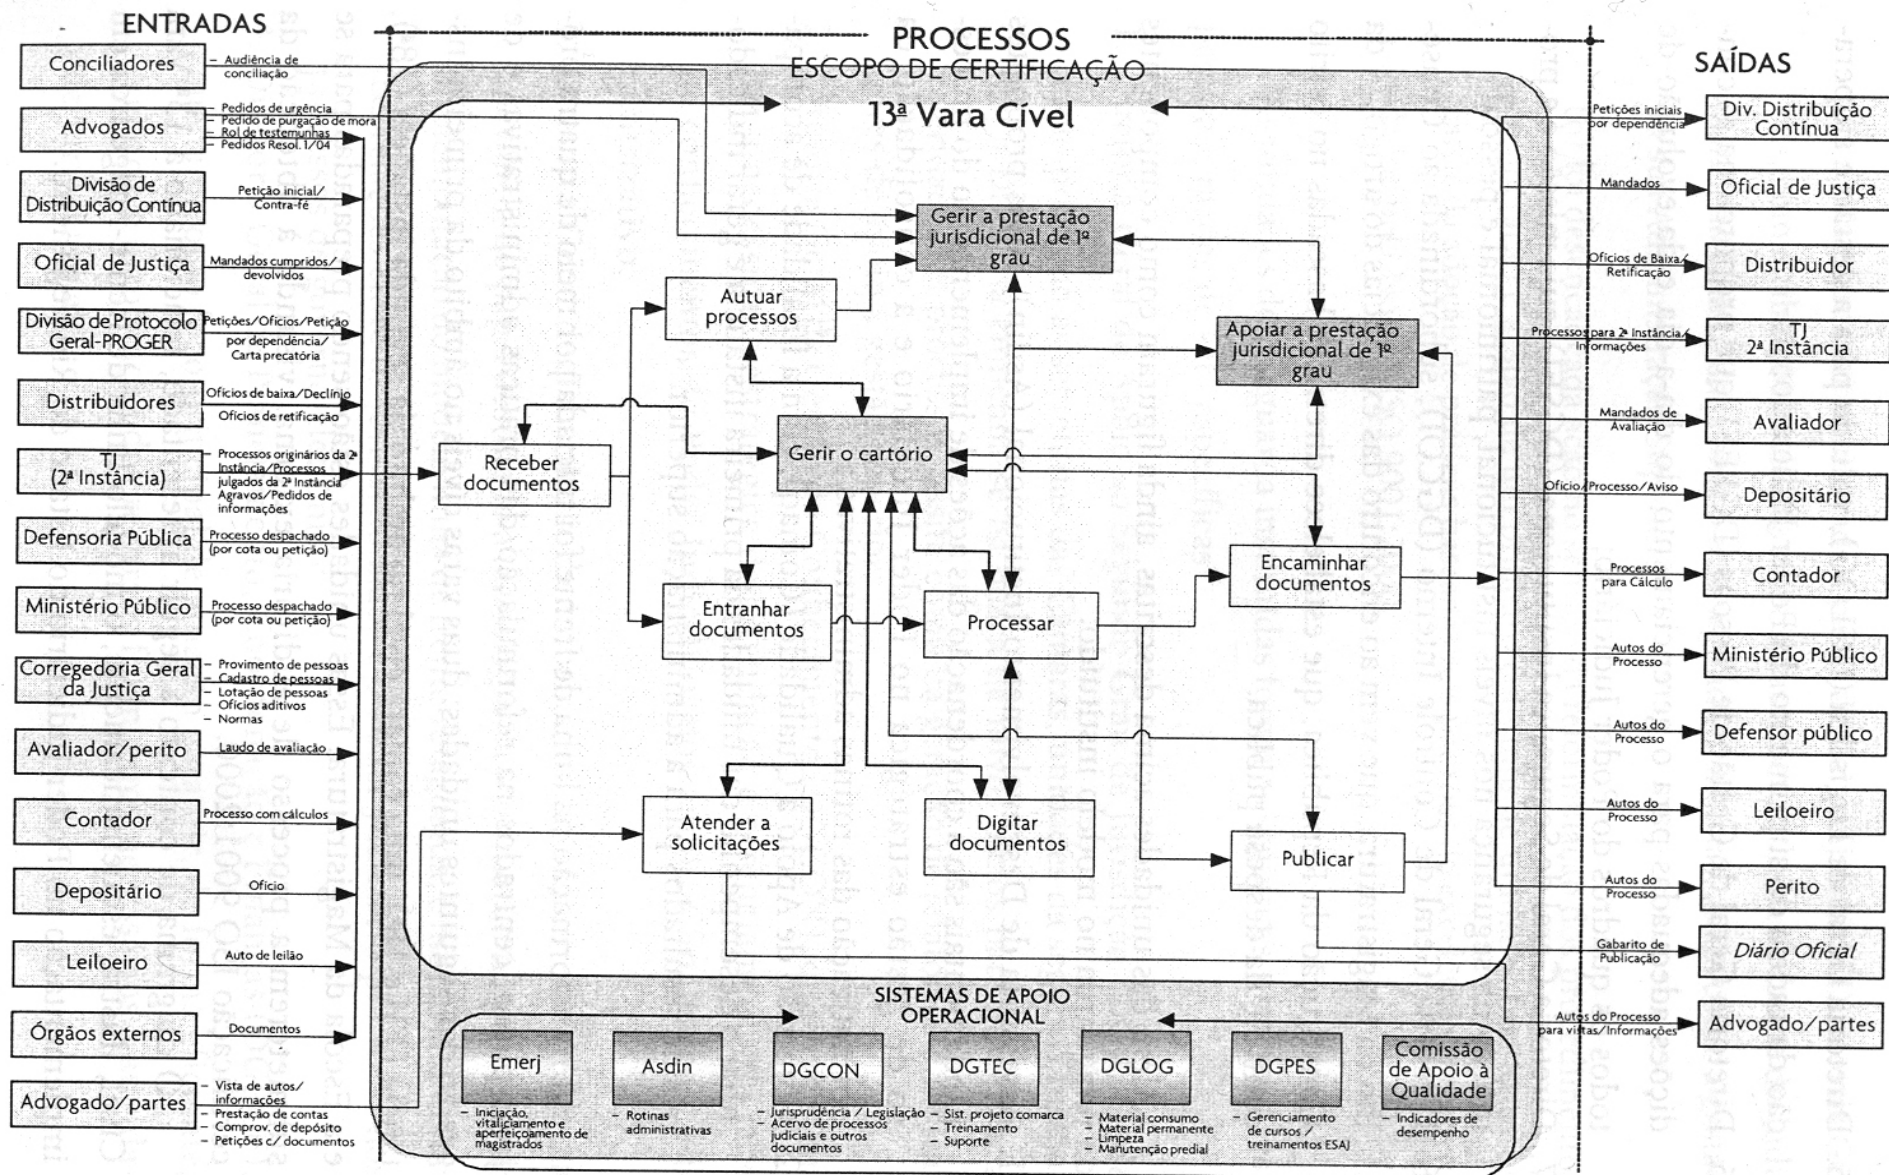 ENTRADAS
Conciladores
– Audiência de
conciliação
Advogados
– Pedidos de urgência
– Pedido de purgação de mora
– Rol de testemunhas
– Pedidos Resol. 1/04
Divisão de
Distribuição Contínua
Petição inicial/
Contra-fé
Oficial de Justiça
Mandados cumpridos/
devolvidos
Divisão de Protocolo
Geral-PROGER
Petições/Ofícios/Petição
por dependência/
Carta precatória
Distribuidores
Ofícios de baixa/Declínio
Ofícios de retificação
TJ
(2ª Instância)
– Processos originários da 2ª
Instância/Processos
julgados da 2ª Instância
– Agravos/Pedidos de
informações
Defensoria Pública
Processo despachado
(por cota ou petição)
Ministério Público
Processo despachado
(por cota ou petição)
Corregedoria Geral
da Justiça
– Provimento de pessoas
– Cadastro de pessoas
– Lotação de pessoas
– Ofícios aditivos
– Normas
Avaliador/perito
Laudo de avaliação
Contador
Processo com cálculos
Depositário
Ofício
Leiloeiro
Auto de leilão
Órgãos externos
Documentos
Advogado/partes
– Vista de autos/
informações
– Prestação de contas
– Comprov. de depósito
– Petições c/ documentos
PROCESSOS
ESCOPO DE CERTIFICAÇÃO
13ª Vara Cível
Gerir a prestação
jurisdicional de 1º
grau
Autuar
processos
Apoiar a prestação
jurisdicional de 1º
grau
Gerir o cartório
Receber
documentos
Encaminhar
documentos
Entranhar
documentos
Processar
Atender a
solicitações
Digitar
documentos
Publicar
SISTEMAS DE APOIO
OPERACIONAL
Emerj
– Iniciação,
vitaliciamento e
aperfeiçoamento de
magistrados
Asdin
– Rotinas
administrativas
DGCON
– Jurisprudência / Legislação
– Acervo de processos
judiciais e outros
documentos
DGTEC
– Sist. projeto comarca
– Treinamento
– Suporte
DGLOG
– Material consumo
– Material permanente
– Limpeza
– Manutenção predial
DGPES
– Gerenciamento
de cursos /
treinamentos ESAJ
Comissão
de Apoio à
Qualidade
– Indicadores de
desempenho
SAÍDAS
Petições iniciais
por dependência
Div. Distribuição
Contínua
Mandados
Oficial de Justiça
Ofícios de Baixa/
Retificação
Distribuidor
Processos para 2ª Instância/
Informações
TJ
2ª Instância
Mandados de
Avaliação
Avaliador
Ofício/Processo/Aviso
Depositário
Processos
para Cálculo
Contador
Autos do
Processo
Ministério Público
Autos do
Processo
Defensor público
Autos do
Processo
Leiloeiro
Autos do
Processo
Perito
Gabarito de
Publicação
Diário Oficial
Autos do Processo
para vistas/Informações
Advogado/partes